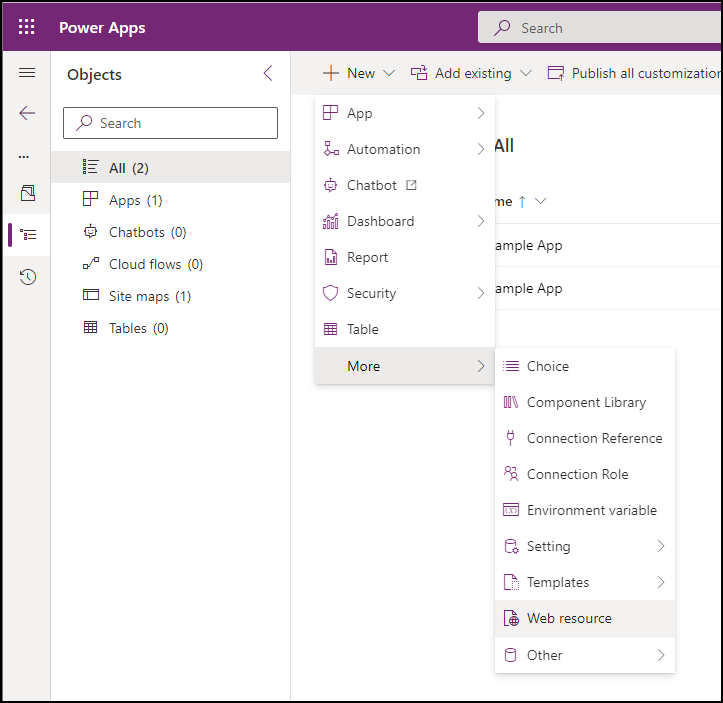 Power Apps
Search
Objects
New
Add existing
Publish all customization
Search
All (2)
Apps (1)
Chatbots (0)
Cloud flows (0)
Site maps (1)
Tables (0)
App
Automation
Chatbot
Dashboard
Report
Security
Table
More
All
me ↑
ample App
ample App
Choice
Component Library
Connection Reference
Connection Role
Environment variable
Setting
Templates
Web resource
Other